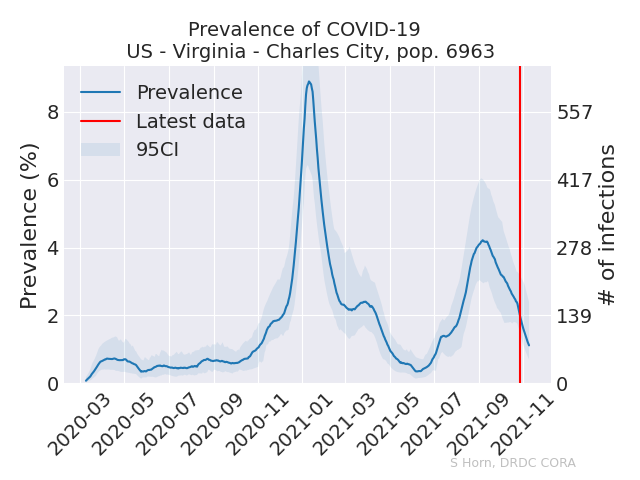 Prevalence of COVID-19
US - Virginia - Charles City, pop. 6963
Prevalence
Latest data
95CI
Prevalence (%)
8
6
4
2
0
# of infections
557
417
278
139
0
2020-03
2020-05
2020-07
2020-09
2020-11
2021-01
2021-03
2021-05
2021-07
2021-09
2021-11
S Horn, DRDC CORA